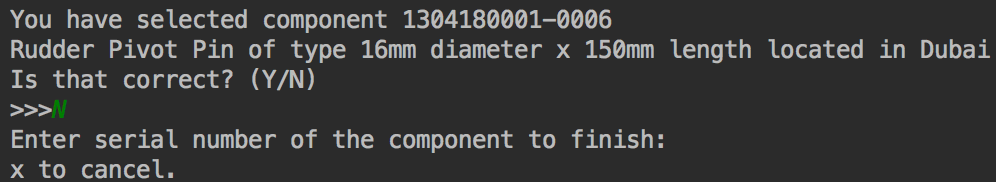 You have selected component 1304180001-0006
Rudder Pivot Pin of type 16mm diameter x 150mm length located in Dubai
Is that correct? (Y/N)
>>>N
Enter serial number of the component to finish:
x to cancel.